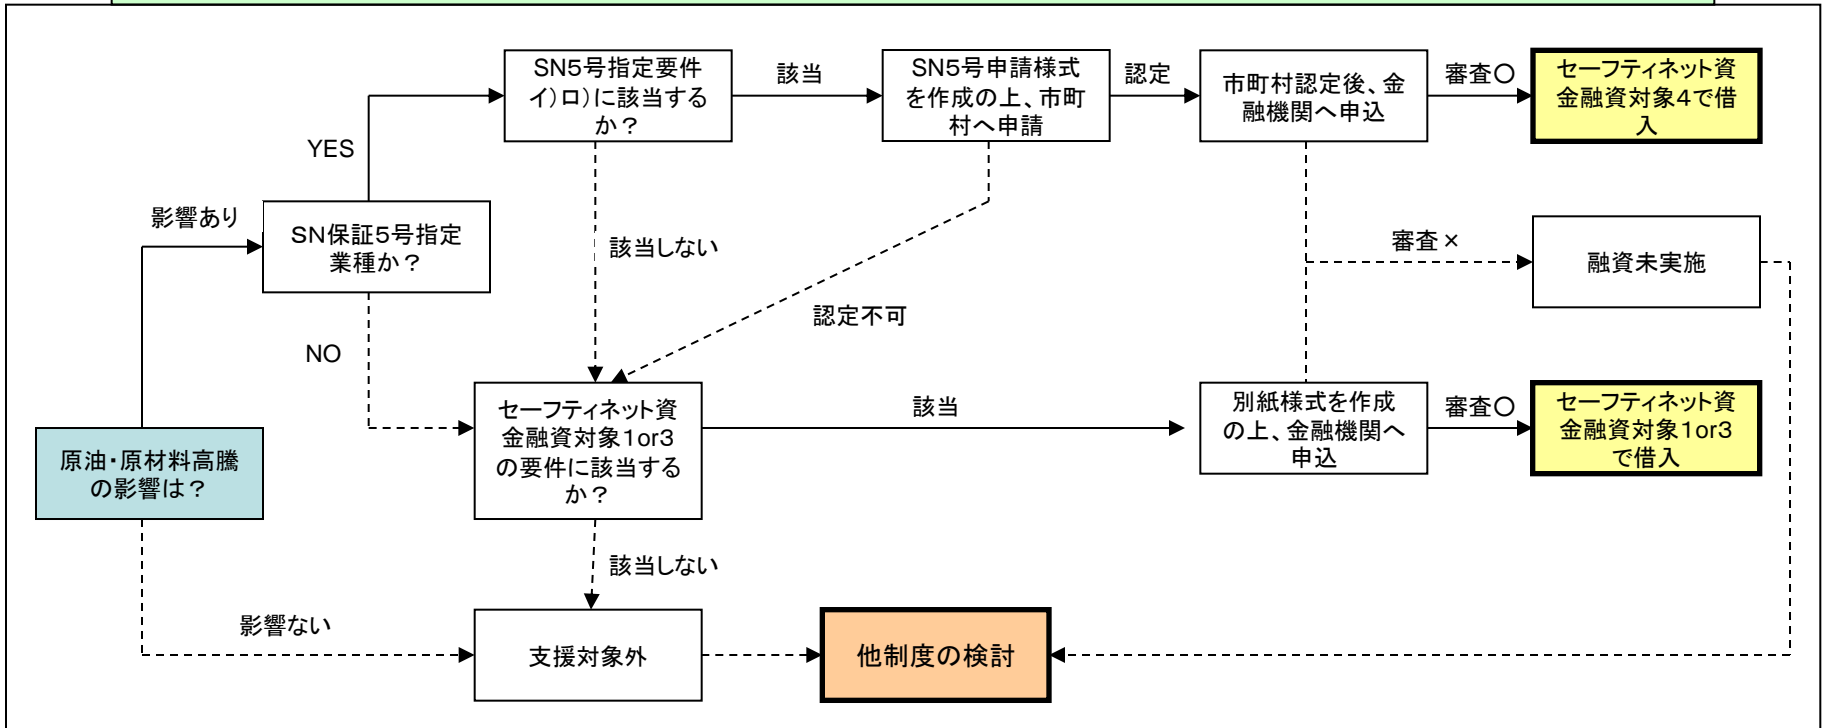 SN5号指定要件
イ)ロ)に該当する
か?
該当
SN5号申請様式
を作成の上、市町
村へ申請
認定
市町村認定後、金
融機関へ申込
審査〇
セーフティネット資
金融資対象4で借
入
YES
影響あり
SN保証5号指定
業種か?
該当しない
審査×
融資未実施
認定不可
NO
セーフティネット資
金融資対象1or3
の要件に該当する
か?
該当
別紙様式を作成
の上、金融機関へ
申込
審査〇
セーフティネット資
金融資対象1or3
で借入
原油・原材料高騰
の影響は?
該当しない
影響ない
支援対象外
他制度の検討